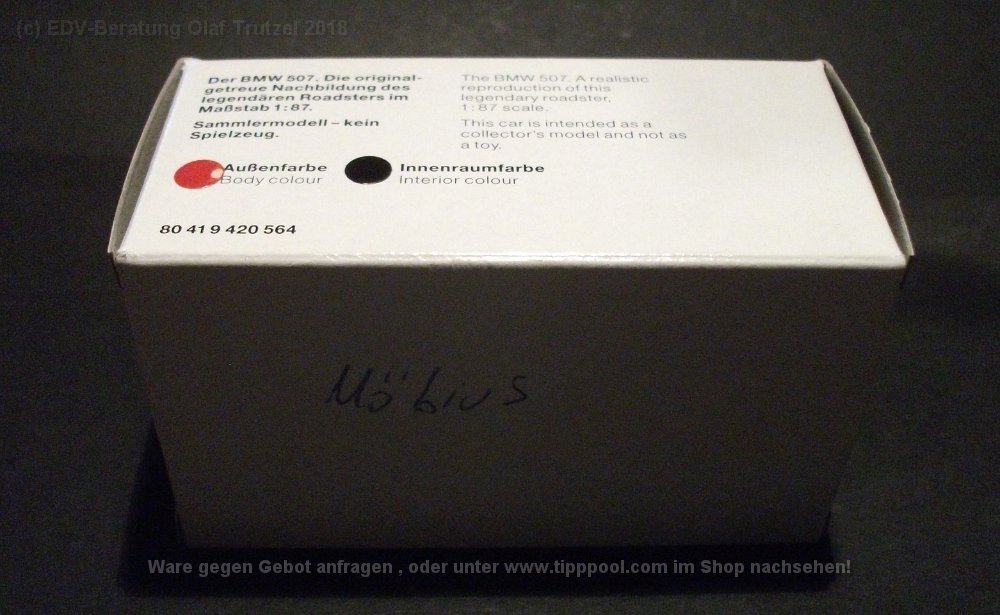 (c) EDV-Beratung Olaf Trutzel 2018
Der BMW 507. Die original-
getreue Nachbildung des
legendären Roadsters im
Maßstab 1:87.
Sammlermodell – kein
Spielzeug.
The BMW 507. A realistic
reproduction of this
legendary roadster,
1:87 scale.
This car is intended as a
collector's model and not as
a toy.
Außenfarbe
Body colour
Innenraumfarbe
Interior colour
80 41 9 420 564
Möbius
Ware gegen Gebot anfragen , oder unter www.tipppool.com im Shop nachsehen!